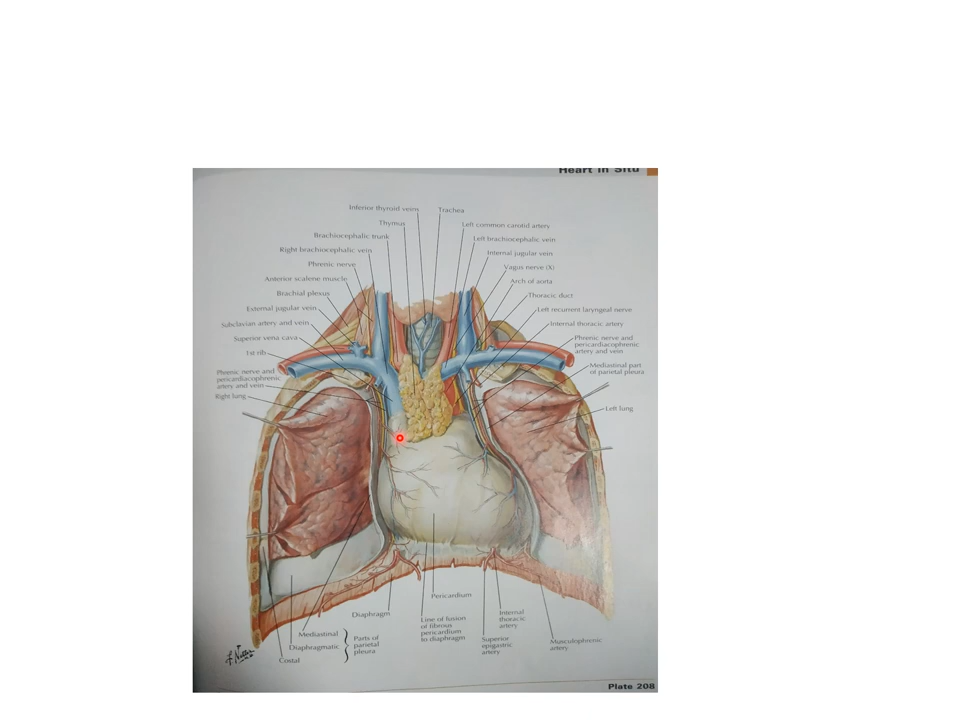 Heart in Situ
Inferior thyroid veins
Trachea
Thymus
Left common carotid artery
Brachiocephalic trunk
Left brachiocephalic vein
Right brachiocephalic vein
Internal jugular vein
Phrenic nerve
Vagus nerve (X)
Anterior scalene muscle
Arch of aorta
Brachial plexus
Thoracic duct
External jugular vein
Left recurrent laryngeal nerve
Subclavian artery and vein
Internal thoracic artery
Superior vena cava
Phrenic nerve and
pericardiacophrenic
artery and vein
1st rib
Mediastinal part
of parietal pleura
Phrenic nerve and
pericardiacophrenic
artery and vein
Right lung
Left lung
Pericardium
Diaphragm
Line of fusion
of fibrous
pericardium
to diaphragm
Internal
thoracic
artery
Mediastinal
Diaphragmatic
Costal
Parts of
parietal
pleura
Superior
epigastric
artery
Musculophrenic
artery
F. Netter
Plate 208